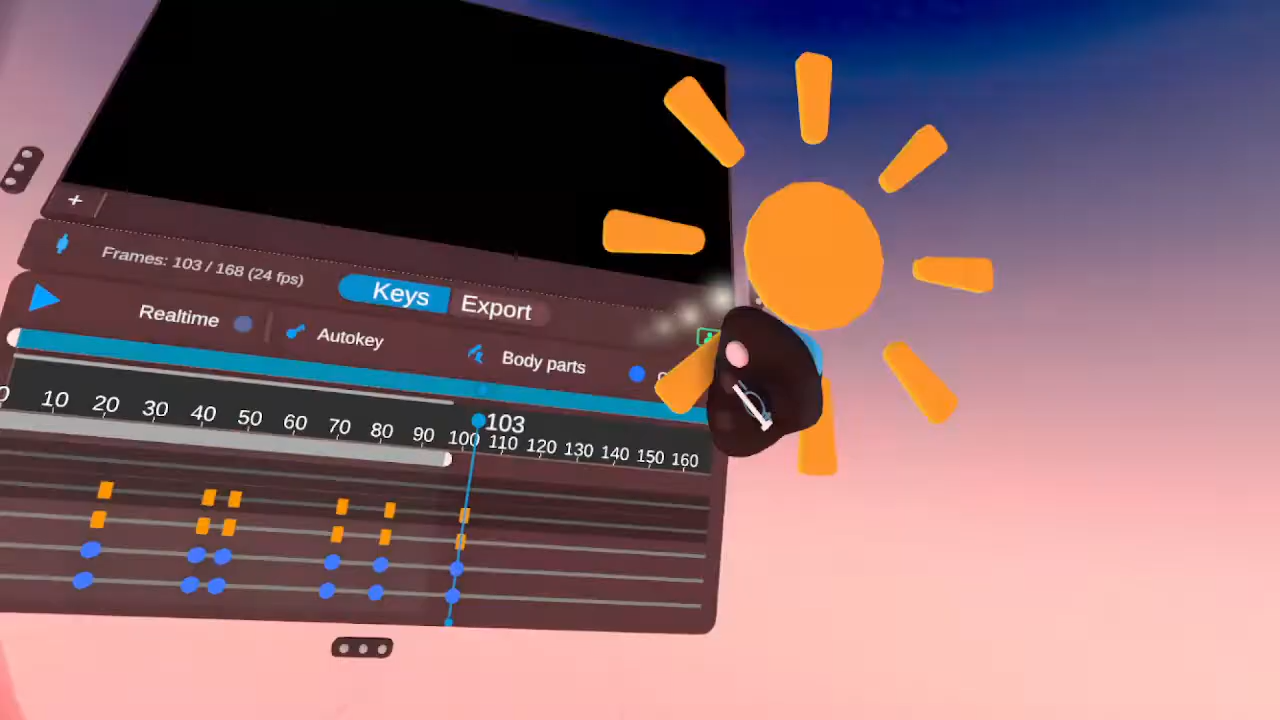 +
Frames: 103 / 168 (24 fps)
Keys
Export
Realtime
Autokey
Body parts
0 10 20 30 40 50 60 70 80 90 100 110 120 130 140 150 160
103